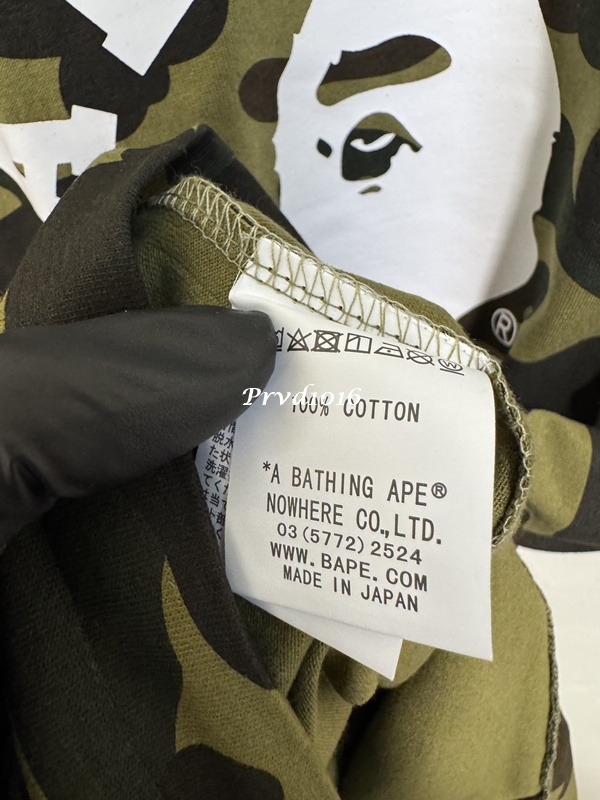 Prvd1016
100% COTTON
*A BATHING APE®
NOWHERE CO.,LTD.
03(5772)2524
WWW.BAPE.COM
MADE IN JAPAN
®